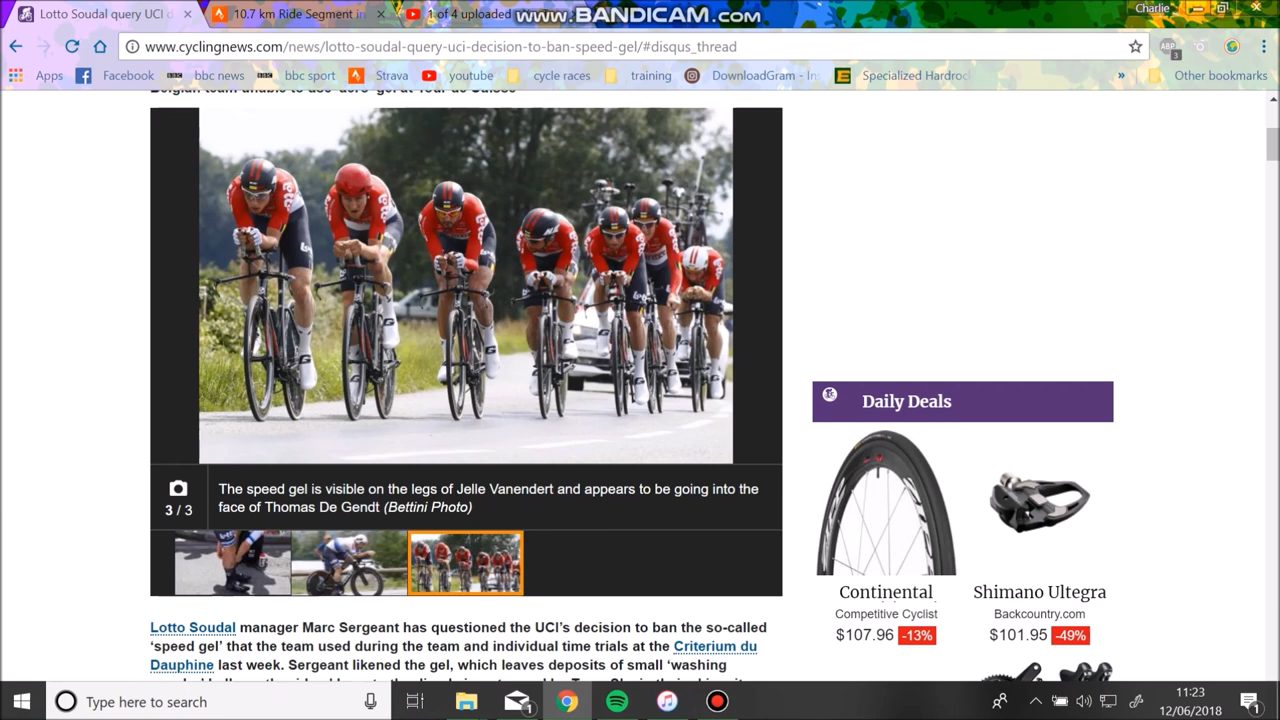 Lotto Soudal query UCI d
10.7 km Ride Segment in
1 of 4 uploaded
www.BANDICAM.com
Charlie
www.cyclingnews.com/news/lotto-soudal-query-uci-decision-to-ban-speed-gel/#disqus_thread
ABP
3
Apps
Facebook
BBC
bbc news
BBC
bbc sport
Strava
youtube
cycle races
training
DownloadGram - In
Specialized Hardroc
»
Other bookmarks
Daily Deals
The speed gel is visible on the legs of Jelle Vanendert and appears to be going into the
face of Thomas De Gendt (Bettini Photo)
3 / 3
Continental
Competitive Cyclist
$107.96 -13%
Shimano Ultegra
Backcountry.com
$101.95 -49%
Lotto Soudal manager Marc Sergeant has questioned the UCI's decision to ban the so-called
'speed gel' that the team used during the team and individual time trials at the Criterium du
Dauphine last week. Sergeant likened the gel, which leaves deposits of small 'washing
Type here to search
1
11:23
12/06/2018
1